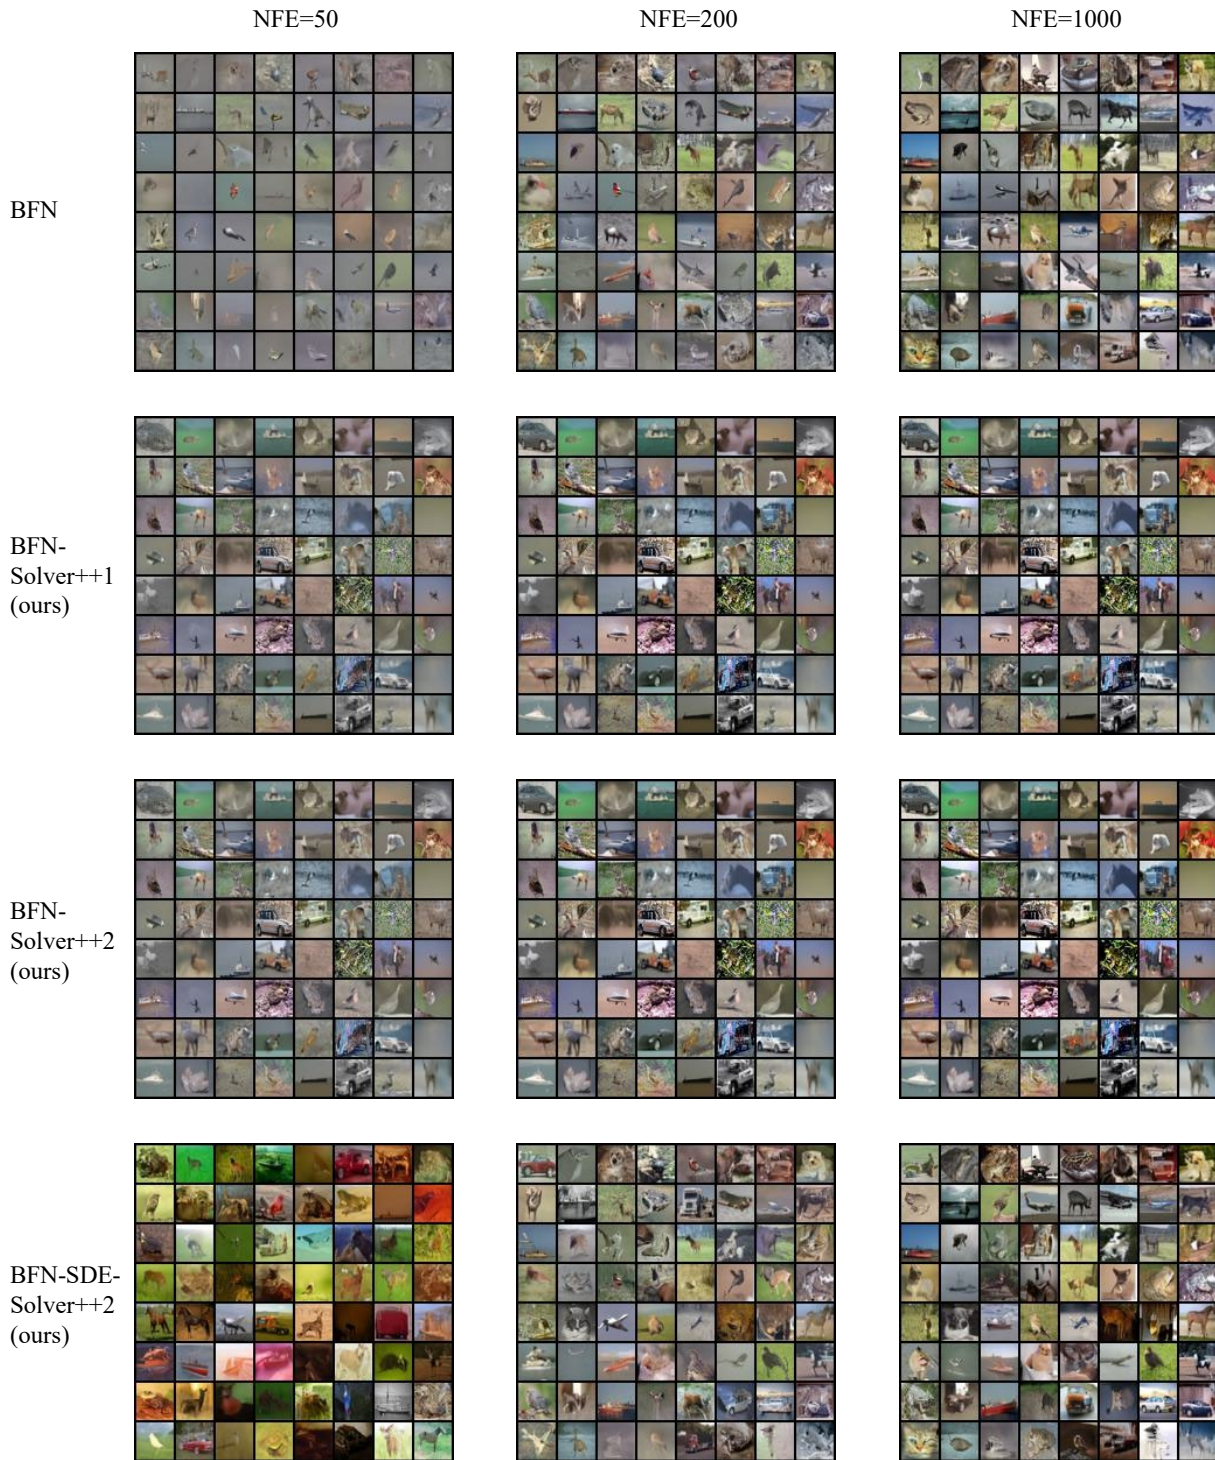 NFE=50 NFE=200 NFE=1000
BFN
BFN-
Solver++1
(ours)
BFN-
Solver++2
(ours)
BFN-SDE-
Solver++2
(ours)